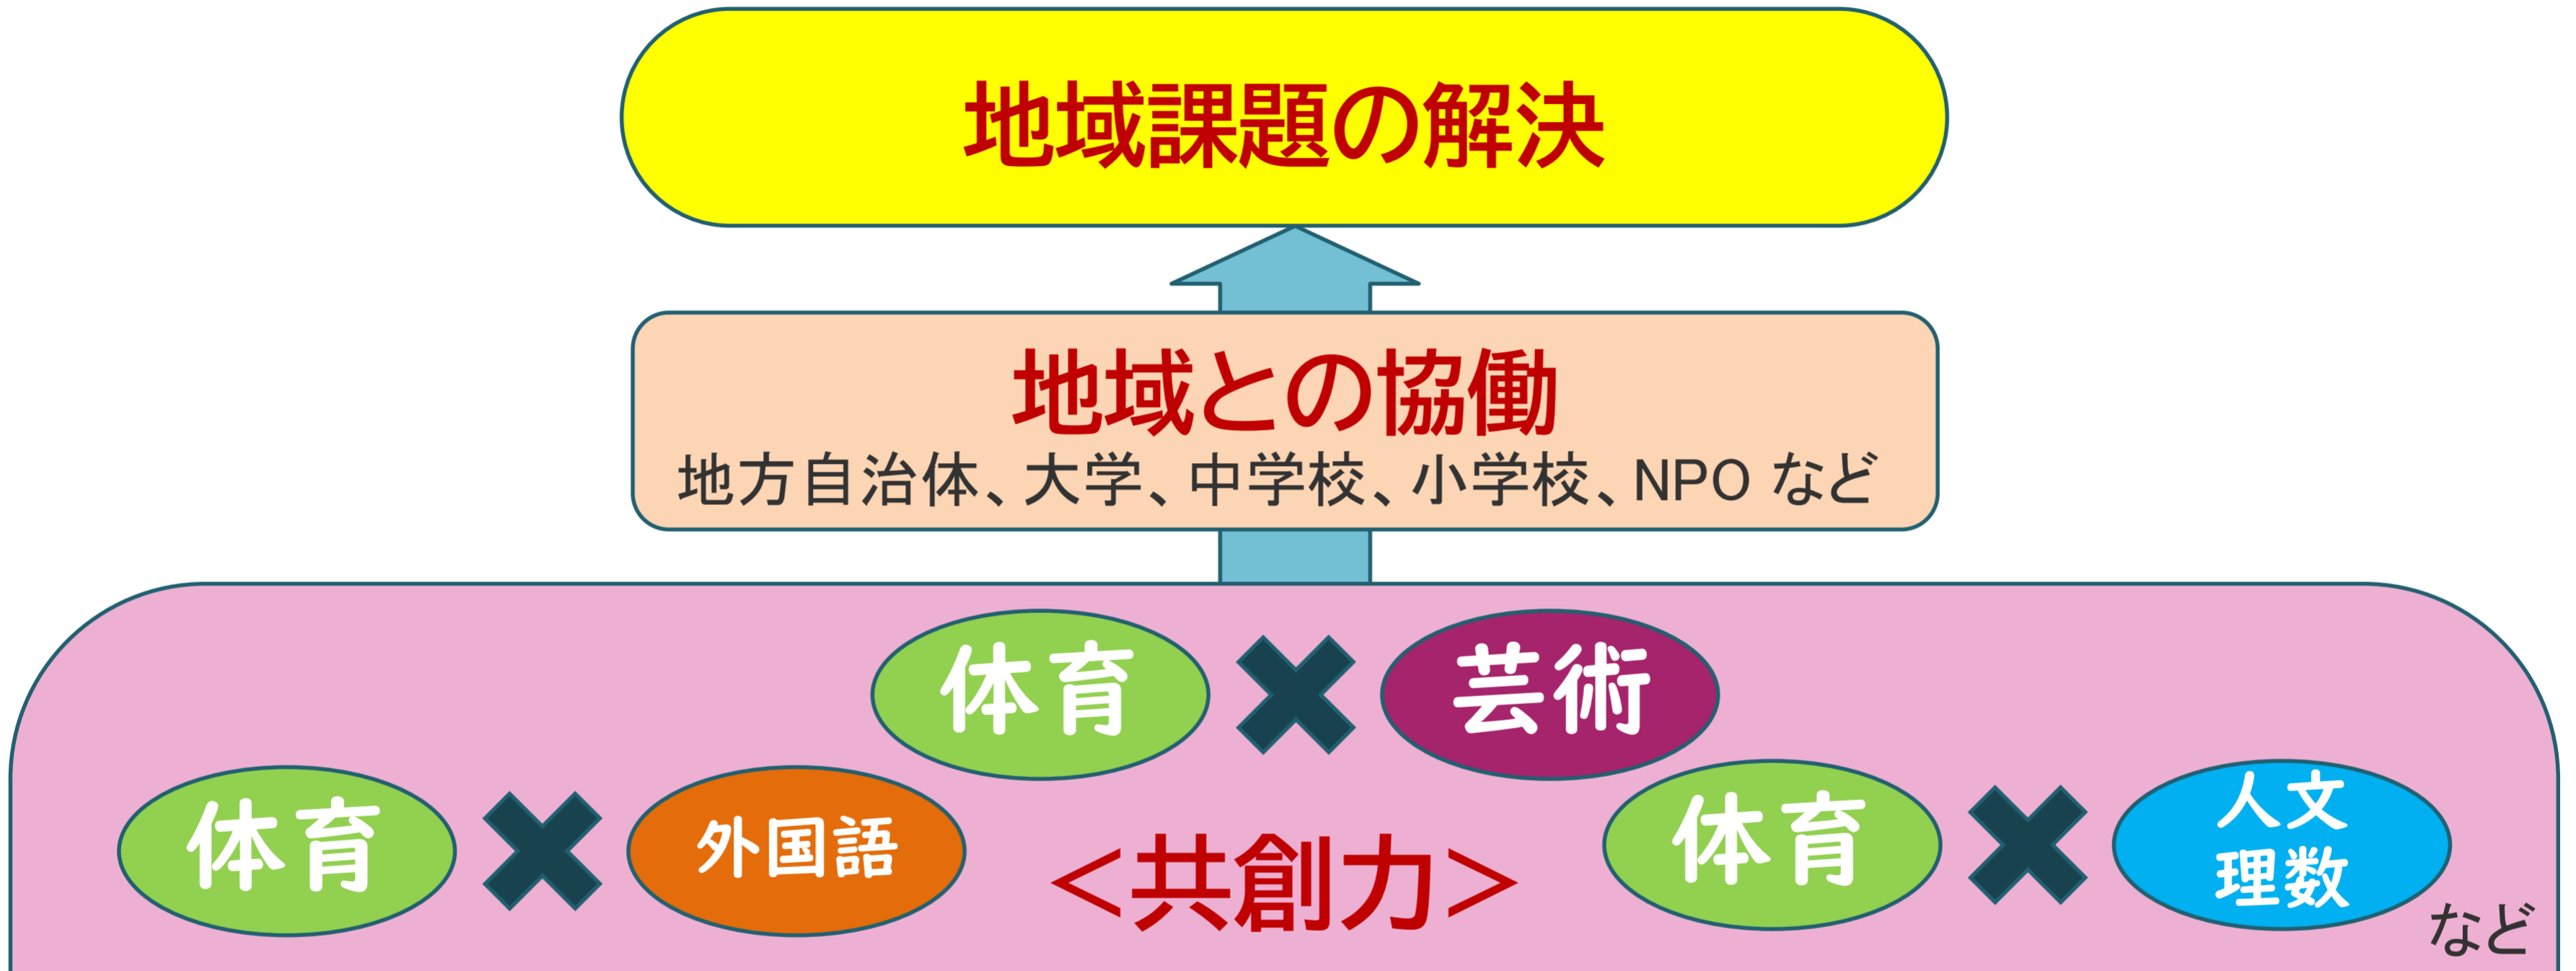 地域課題の解決
地域との協働
地方自治体、大学、中学校、小学校、NPO など
体育
芸術
体育
外国語
<共創力>
体育
人文
理数
など